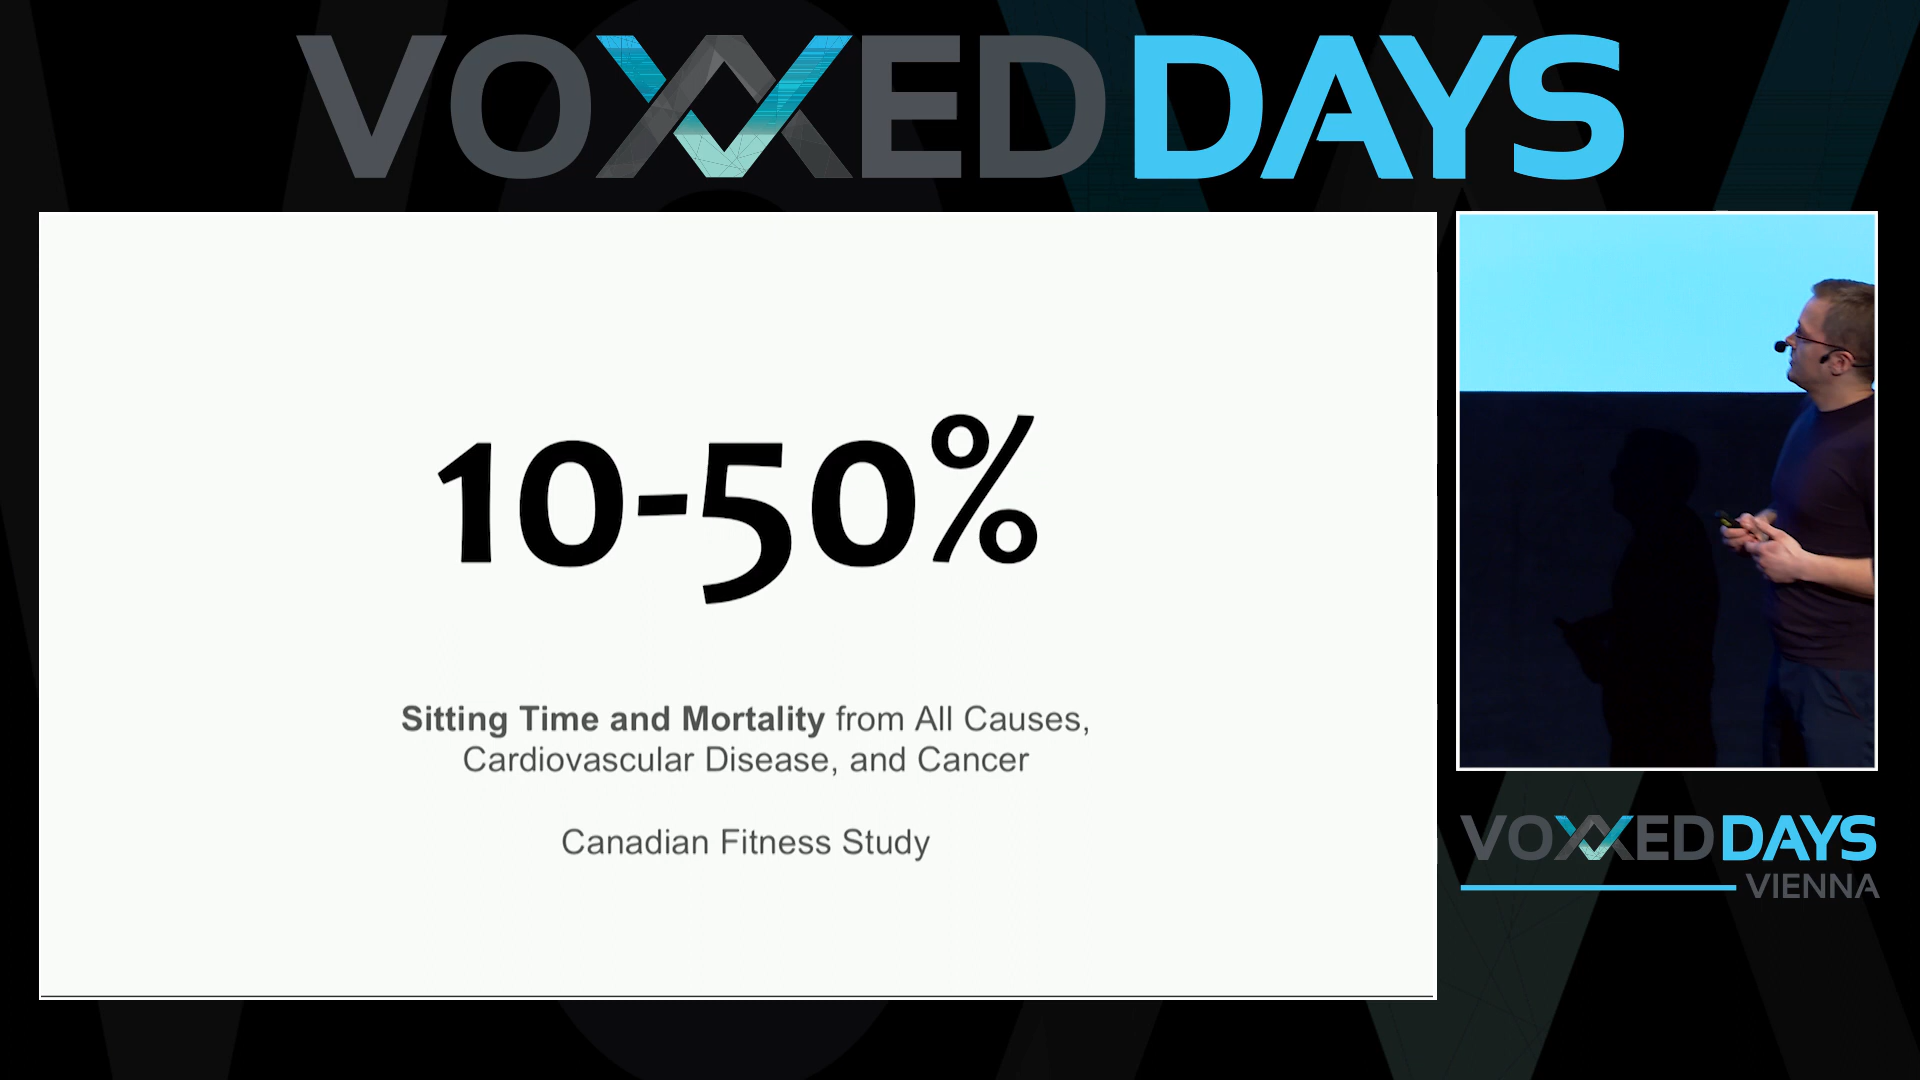 VOXXED DAYS
10-50%
Sitting Time and Mortality from All Causes,
Cardiovascular Disease, and Cancer
Canadian Fitness Study
VOXXED DAYS
VIENNA